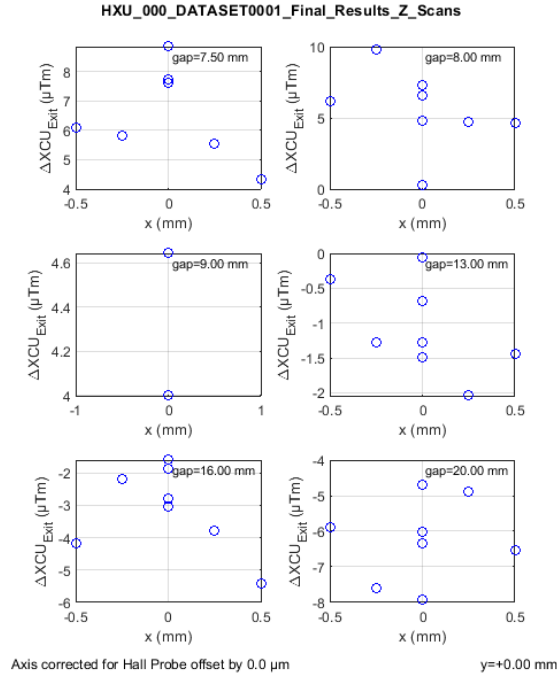 HXU_000_DATASET0001_Final_Results_Z_Scans
gap=7.50 mm
8
7
6
5
4
-0.5 0 0.5
x (mm)
ΔXCU_Exit (µTm)
gap=8.00 mm
10
5
0
-0.5 0 0.5
x (mm)
ΔXCU_Exit (µTm)
gap=9.00 mm
4.6
4.4
4.2
4
-1 0 1
x (mm)
ΔXCU_Exit (µTm)
gap=13.00 mm
0
-0.5
-1
-1.5
-2
-0.5 0 0.5
x (mm)
ΔXCU_Exit (µTm)
gap=16.00 mm
-2
-3
-4
-5
-6
-0.5 0 0.5
x (mm)
ΔXCU_Exit (µTm)
gap=20.00 mm
-4
-5
-6
-7
-8
-0.5 0 0.5
x (mm)
ΔXCU_Exit (µTm)
Axis corrected for Hall Probe offset by 0.0 µm
y=+0.00 mm